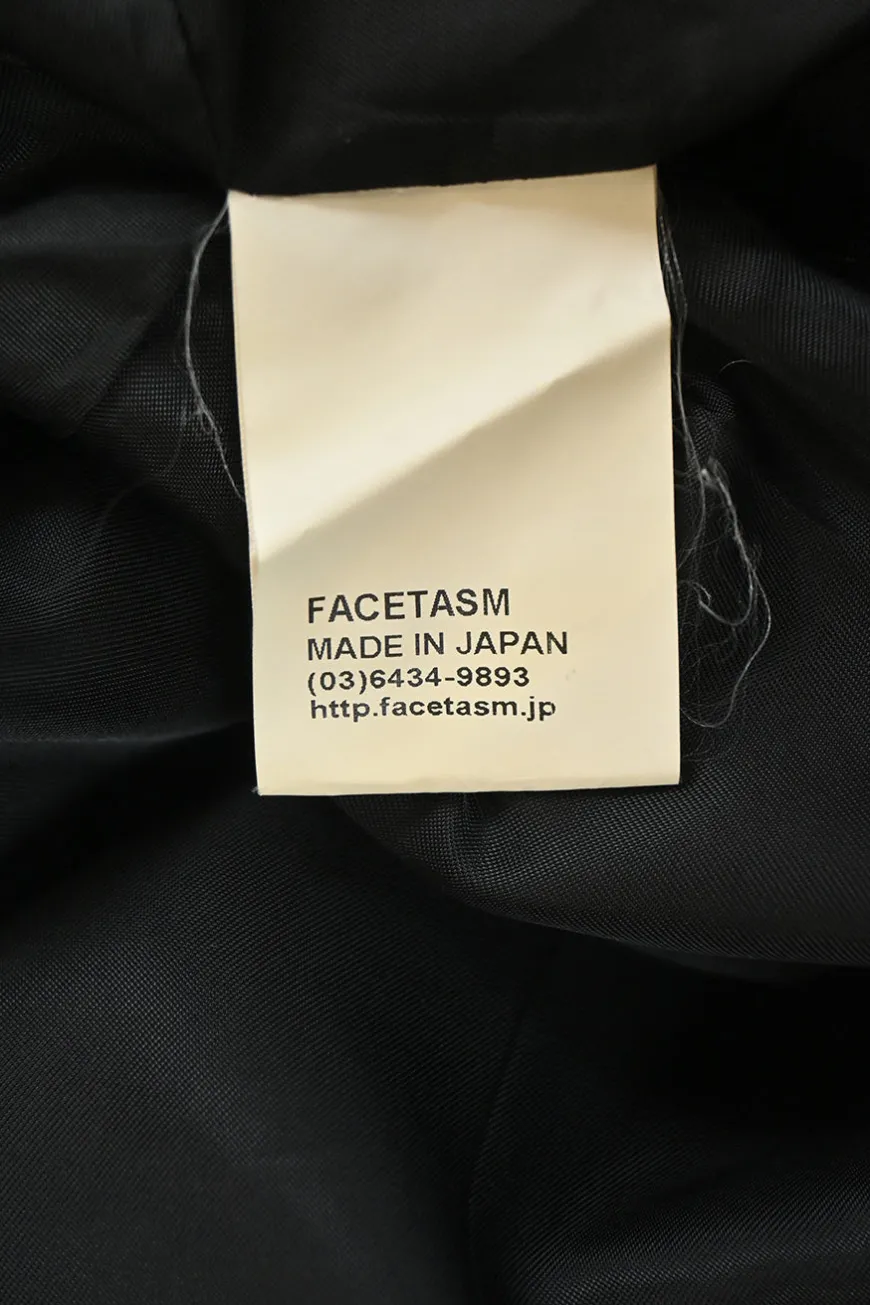 FACETASM
MADE IN JAPAN
(03)6434-9893
http.facetasm.jp